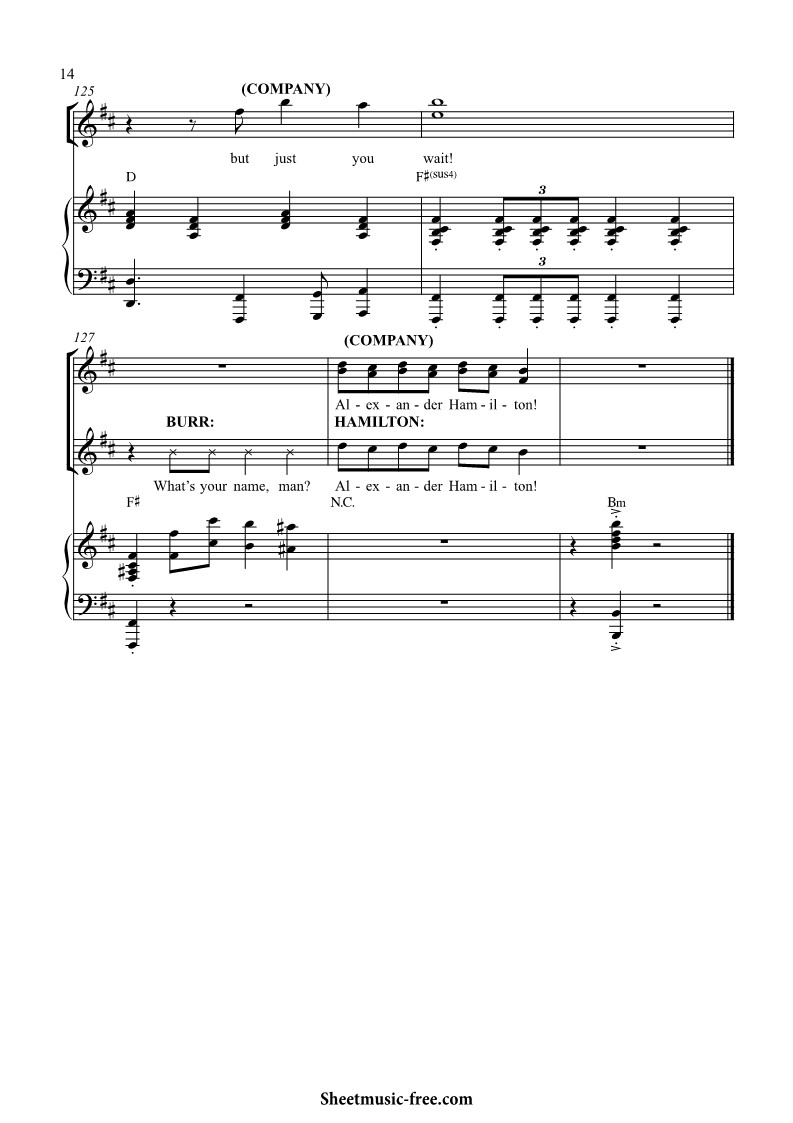 14
125
(COMPANY)
but just you wait!
D F♯(sus4)
3
3
127
(COMPANY)
Al - ex - an - der Ham - il - ton!
BURR: HAMILTON:
What's your name, man? Al - ex - an - der Ham - il - ton!
F♯ N.C. Bm
Sheetmusic-free.com